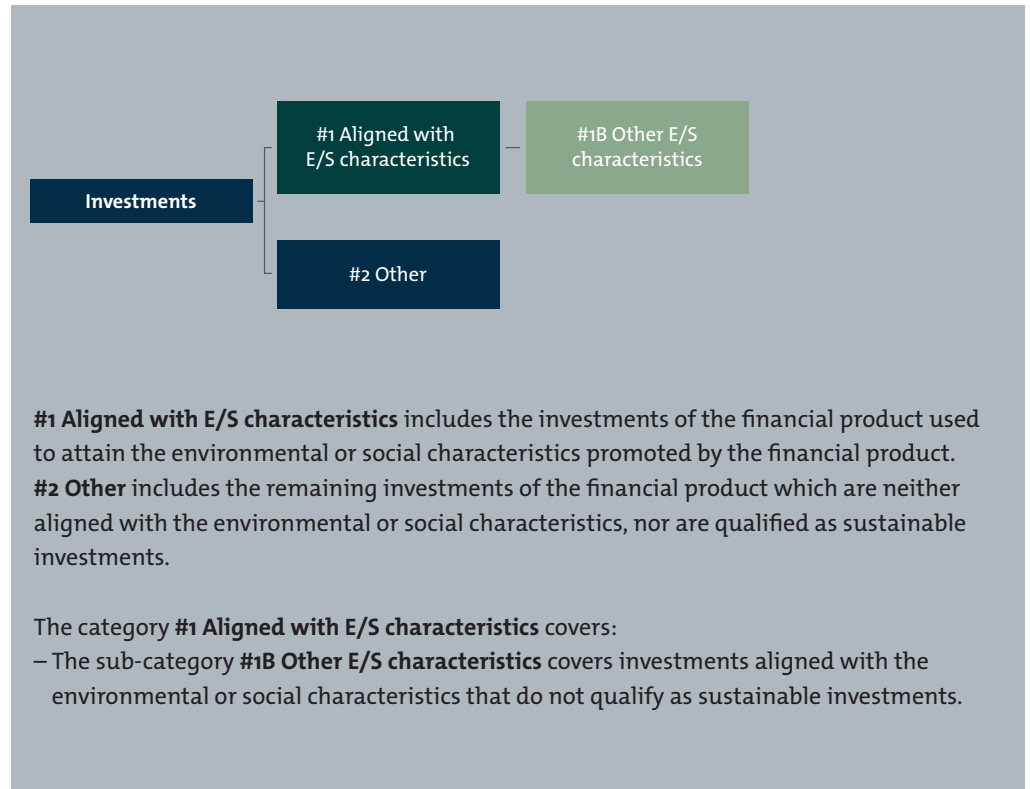 #1 Aligned with
E/S characteristics
#1B Other E/S
characteristics
Investments
#2 Other
#1 Aligned with E/S characteristics includes the investments of the financial product used
to attain the environmental or social characteristics promoted by the financial product.
#2 Other includes the remaining investments of the financial product which are neither
aligned with the environmental or social characteristics, nor are qualified as sustainable
investments.
The category #1 Aligned with E/S characteristics covers:
– The sub-category #1B Other E/S characteristics covers investments aligned with the
environmental or social characteristics that do not qualify as sustainable investments.